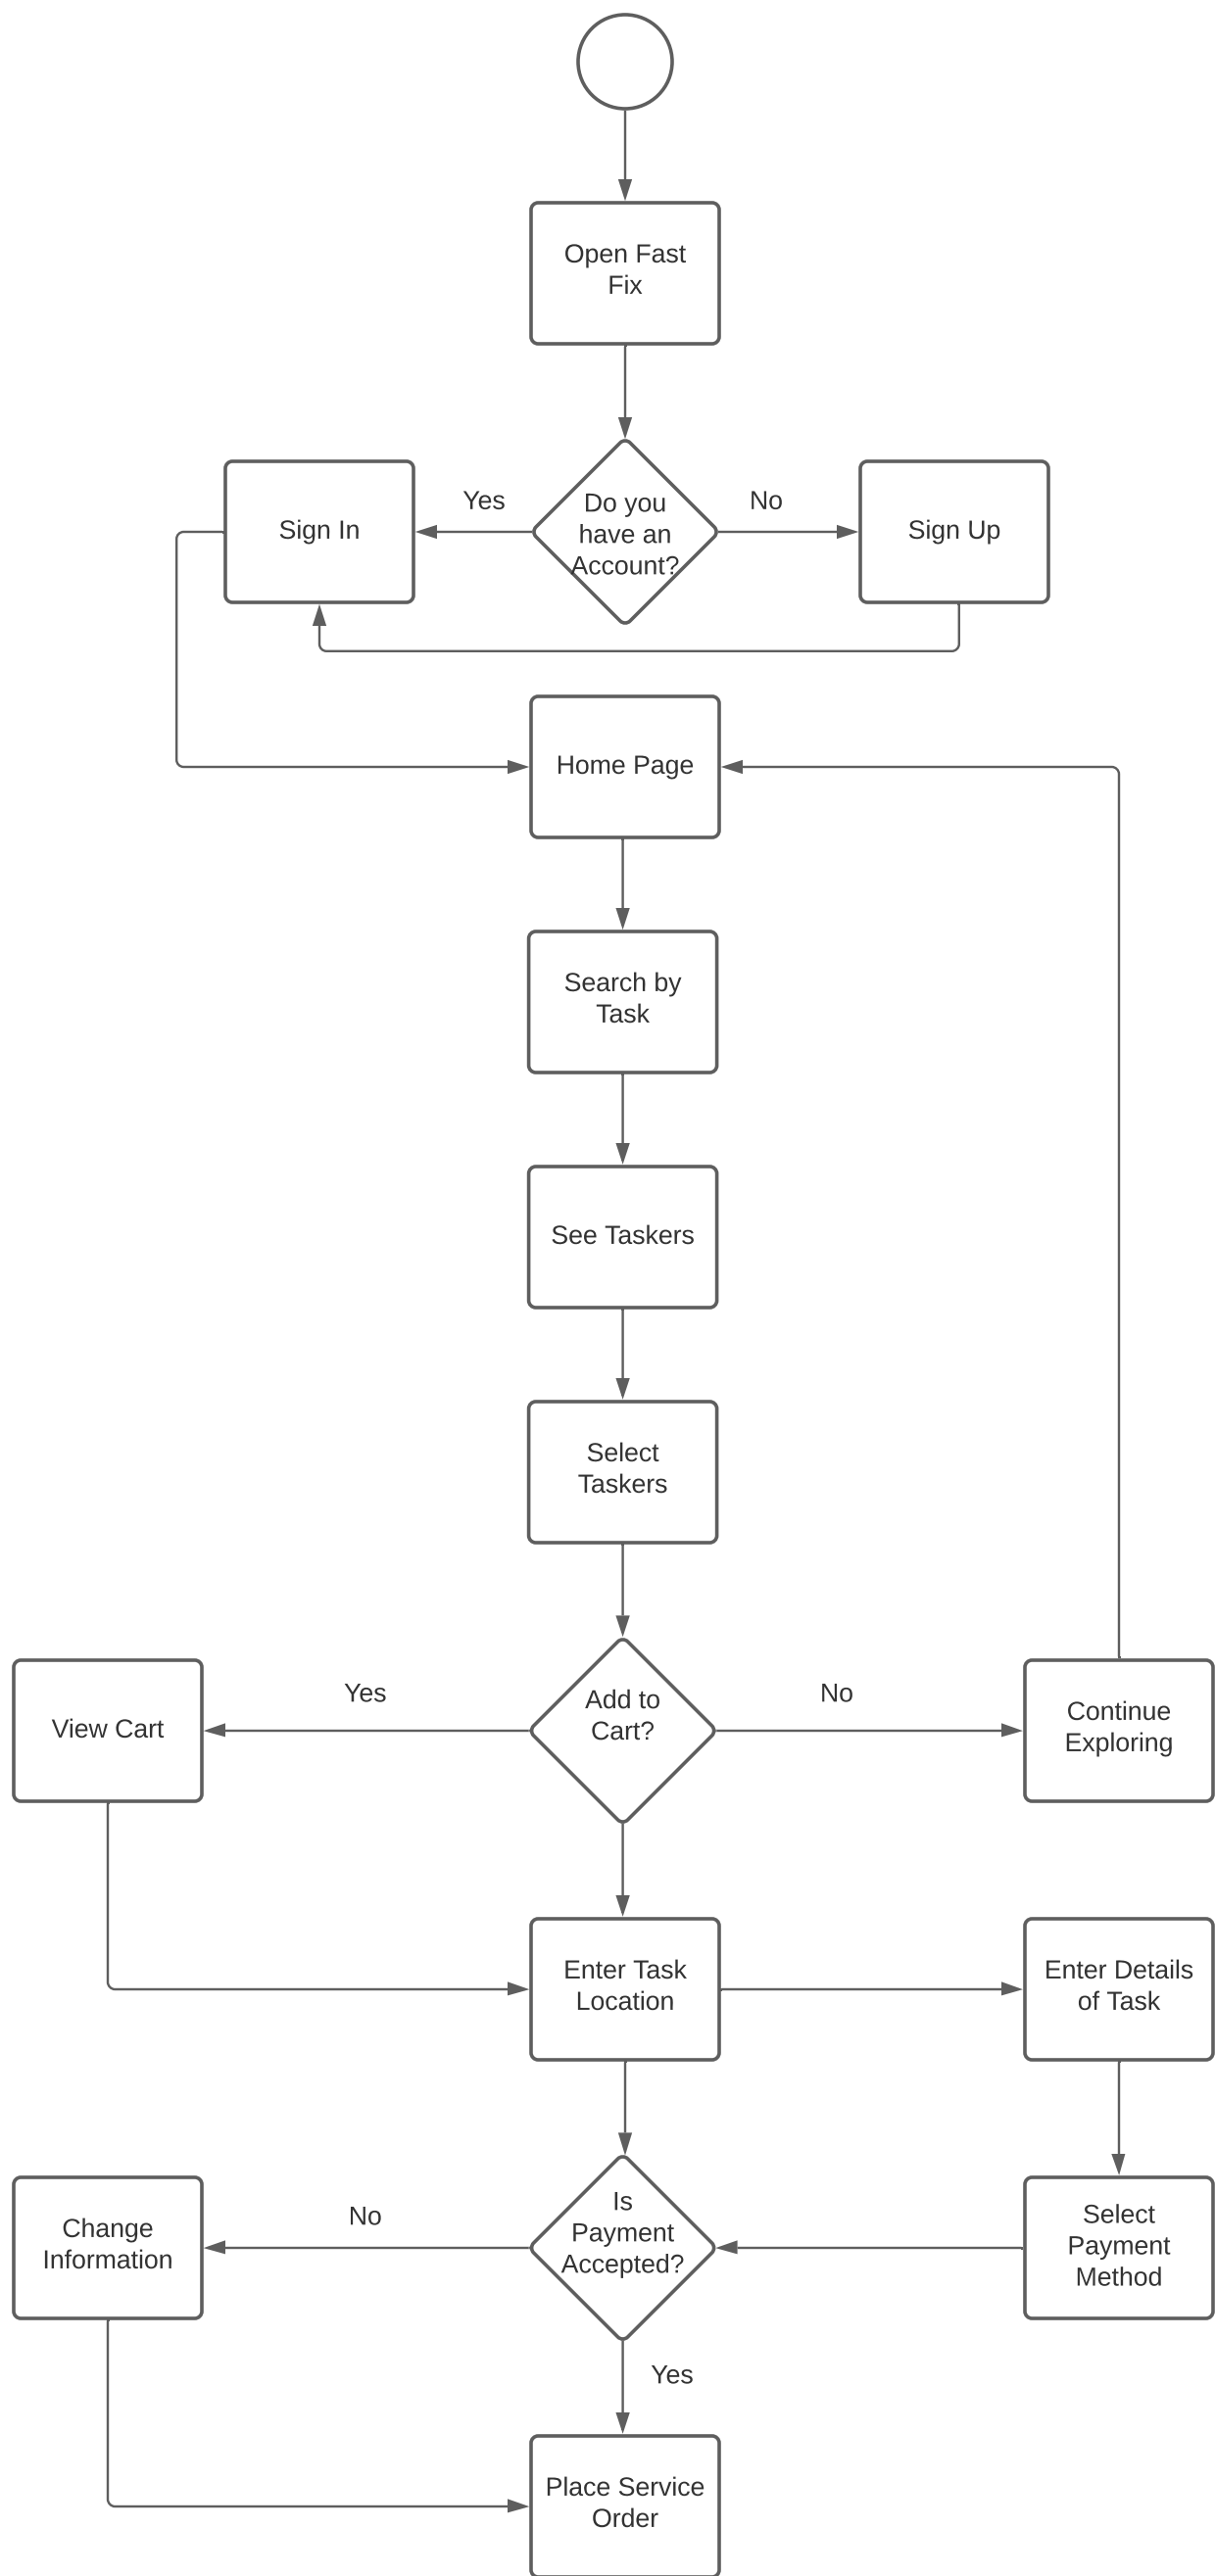 Open Fast
Fix
Do you
have an
Account?
Yes
No
Sign In
Sign Up
Home Page
Search by
Task
See Taskers
Select
Taskers
Add to
Cart?
Yes
No
View Cart
Continue
Exploring
Enter Task
Location
Enter Details
of Task
Select
Payment
Method
Is
Payment
Accepted?
No
Change
Information
Yes
Place Service
Order